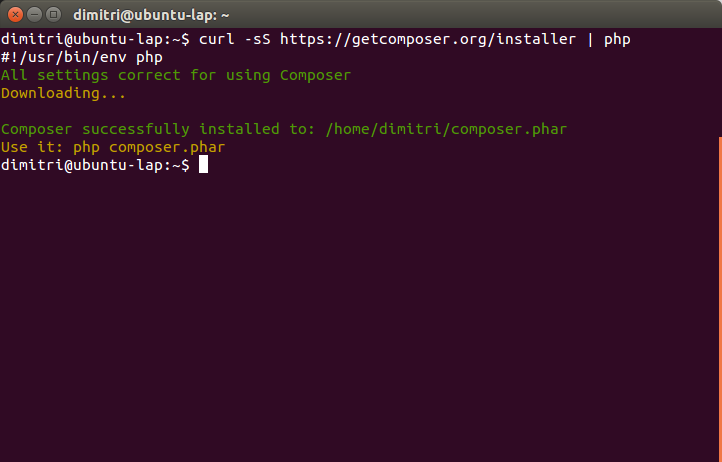 dimitri@ubuntu-lap: ~
dimitri@ubuntu-lap:~$ curl -sS https://getcomposer.org/installer | php
#!/usr/bin/env php
All settings correct for using Composer
Downloading...
Composer successfully installed to: /home/dimitri/composer.phar
Use it: php composer.phar
dimitri@ubuntu-lap:~$